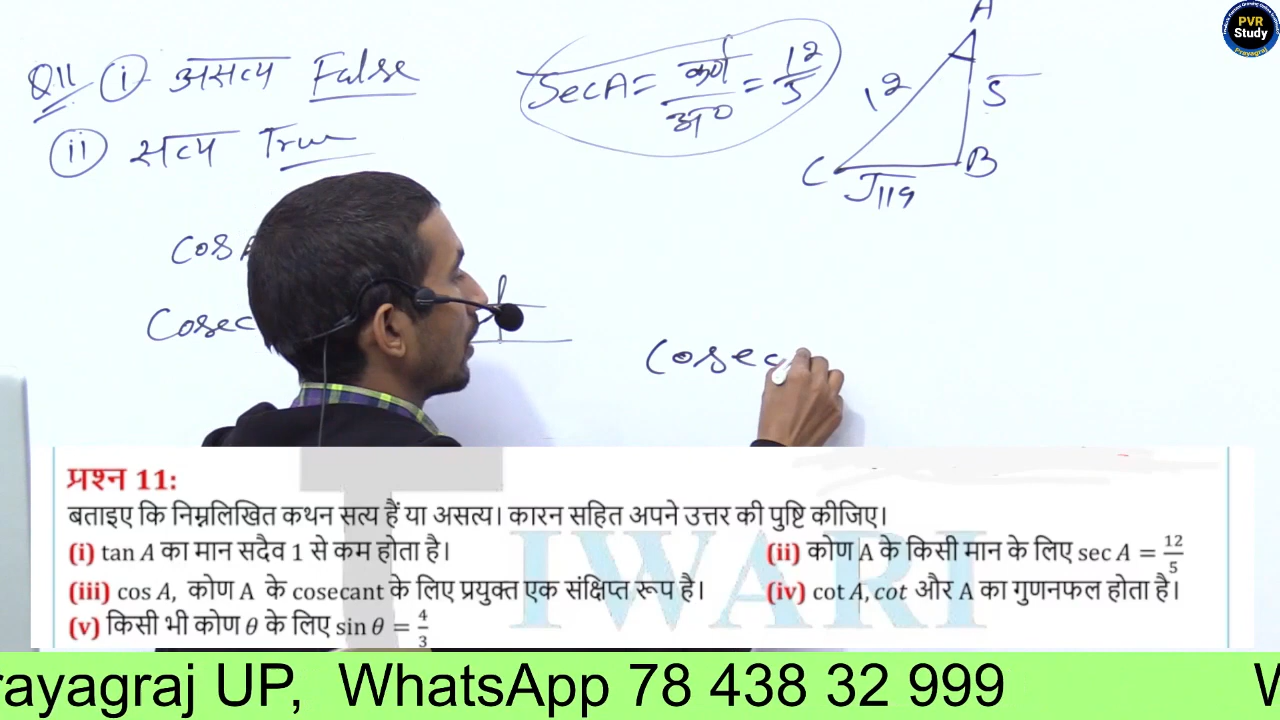 A
PVR
Study
Prayagraj
Q11 (i) असत्य False
SecA = कर्ण/आ० = 12/5
12
5
(ii) सत्य True
C
B
√119
Cos A
Cosec
Cosec
प्रश्न 11:
बताइए कि निम्नलिखित कथन सत्य हैं या असत्य। कारन सहित अपने उत्तर की पुष्टि कीजिए।
(i) tan A का मान सदैव 1 से कम होता है।
(ii) कोण A के किसी मान के लिए sec A = 12/5
(iii) cos A, कोण A के cosecant के लिए प्रयुक्त एक संक्षिप्त रूप है।
(iv) cot A, cot और A का गुणनफल होता है।
(v) किसी भी कोण θ के लिए sin θ = 4/3
IWARI
rayagraj UP, WhatsApp 78 438 32 999